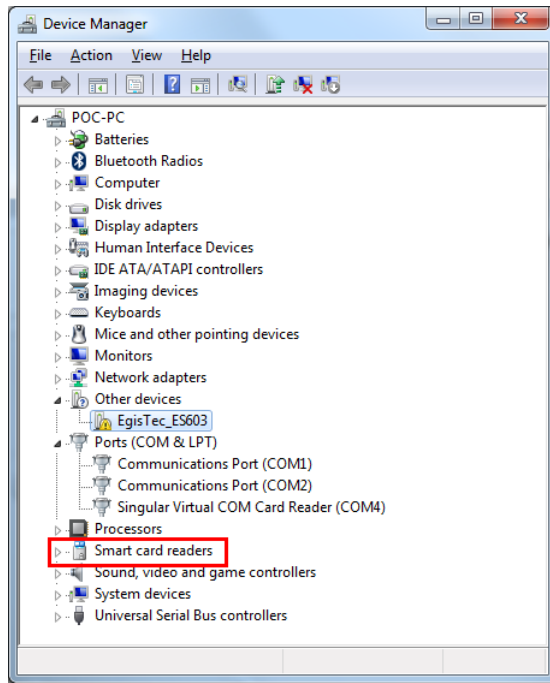 Device Manager
File Action View Help
POC-PC
Batteries
Bluetooth Radios
Computer
Disk drives
Display adapters
Human Interface Devices
IDE ATA/ATAPI controllers
Imaging devices
Keyboards
Mice and other pointing devices
Monitors
Network adapters
Other devices
EgisTec_ES603
Ports (COM & LPT)
Communications Port (COM1)
Communications Port (COM2)
Singular Virtual COM Card Reader (COM4)
Processors
Smart card readers
Sound, video and game controllers
System devices
Universal Serial Bus controllers